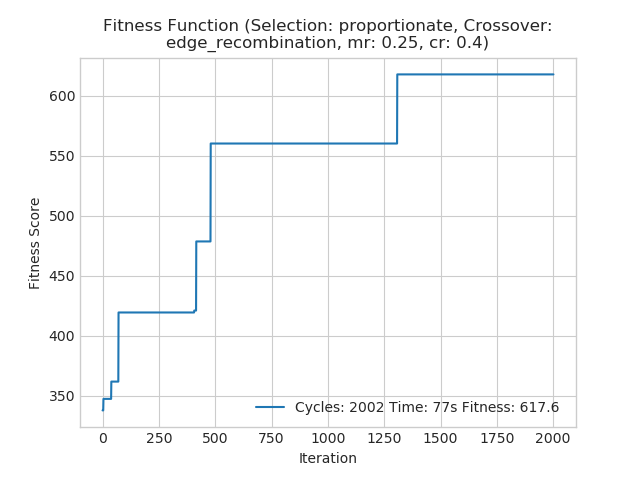 Fitness Function (Selection: proportionate, Crossover:
edge_recombination, mr: 0.25, cr: 0.4)
600
550
500
450
400
350
Fitness Score
Cycles: 2002 Time: 77s Fitness: 617.6
0 250 500 750 1000 1250 1500 1750 2000
Iteration